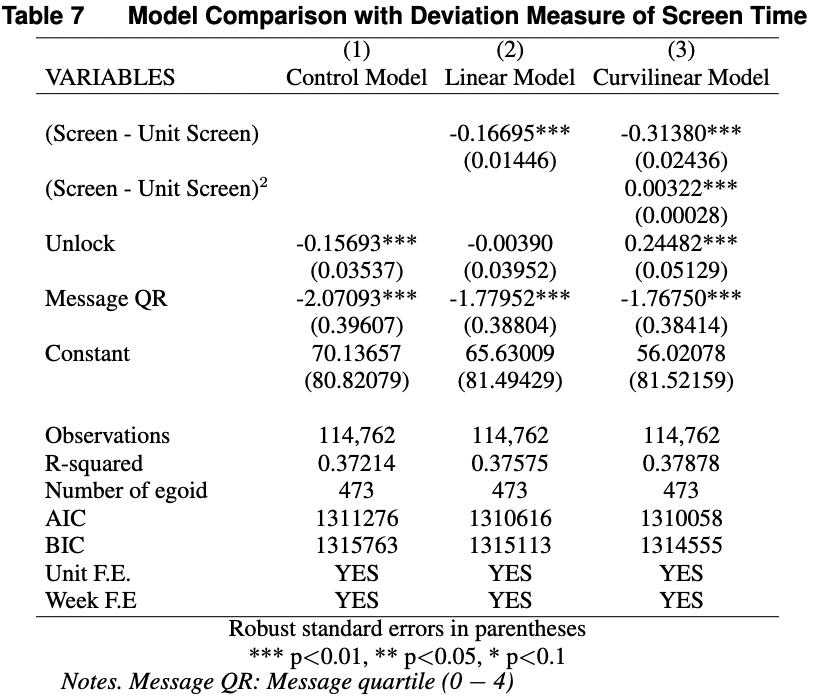 Table 7 Model Comparison with Deviation Measure of Screen Time
(1) (2) (3)
VARIABLES Control Model Linear Model Curvilinear Model
(Screen - Unit Screen) -0.16695*** -0.31380***
(0.01446) (0.02436)
(Screen - Unit Screen)² 0.00322***
(0.00028)
Unlock -0.15693*** -0.00390 0.24482***
(0.03537) (0.03952) (0.05129)
Message QR -2.07093*** -1.77952*** -1.76750***
(0.39607) (0.38804) (0.38414)
Constant 70.13657 65.63009 56.02078
(80.82079) (81.49429) (81.52159)
Observations 114,762 114,762 114,762
R-squared 0.37214 0.37575 0.37878
Number of egoid 473 473 473
AIC 1311276 1310616 1310058
BIC 1315763 1315113 1314555
Unit F.E. YES YES YES
Week F.E YES YES YES
Robust standard errors in parentheses
*** p<0.01, ** p<0.05, * p<0.1
Notes. Message QR: Message quartile (0 − 4)